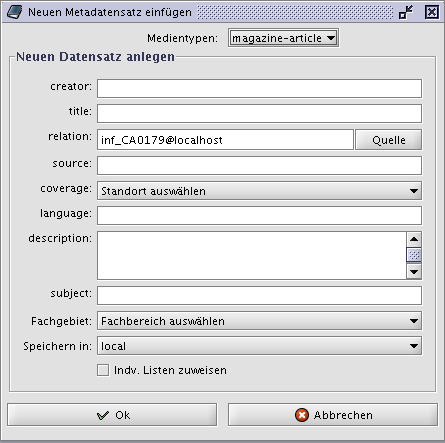 Neuen Metadatensatz einfügen
Medientypen: magazine-article
Neuen Datensatz anlegen
creator:
title:
relation: inf_CA0179@localhost Quelle
source:
coverage: Standort auswählen
language:
description:
subject:
Fachgebiet: Fachbereich auswählen
Speichern in: local
Indv. Listen zuweisen
Ok Abbrechen